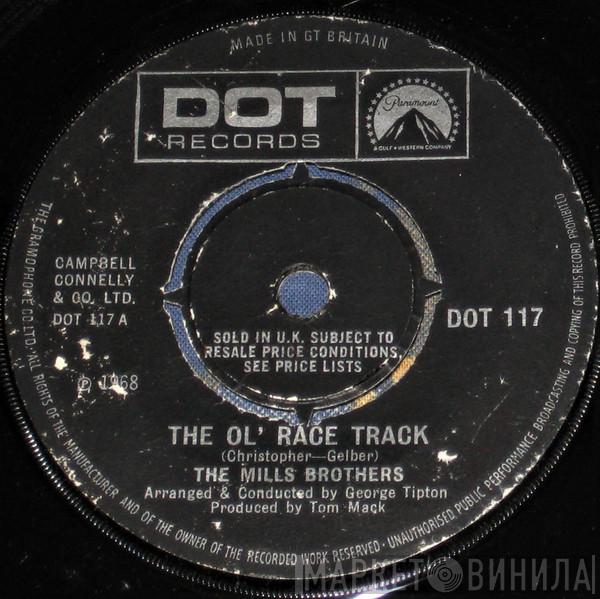 MADE IN GT BRITAIN
DOT
RECORDS
Paramount
A GULF + WESTERN COMPANY
CAMPBELL
CONNELLY
& CO. LTD.
DOT 117 A
℗ 1968
DOT 117
SOLD IN U.K. SUBJECT TO
RESALE PRICE CONDITIONS,
SEE PRICE LISTS
THE OL' RACE TRACK
(Christopher—Gelber)
THE MILLS BROTHERS
Arranged & Conducted by George Tipton
Produced by Tom Mack
THE GRAMOPHONE CO. LTD. ALL RIGHTS OF THE MANUFACTURER AND OF THE OWNER OF THE RECORDED WORK RESERVED · UNAUTHORISED PUBLIC PERFORMANCE BROADCASTING AND COPYING OF THIS RECORD PROHIBITED
МАРКЕТ ВИНИЛА